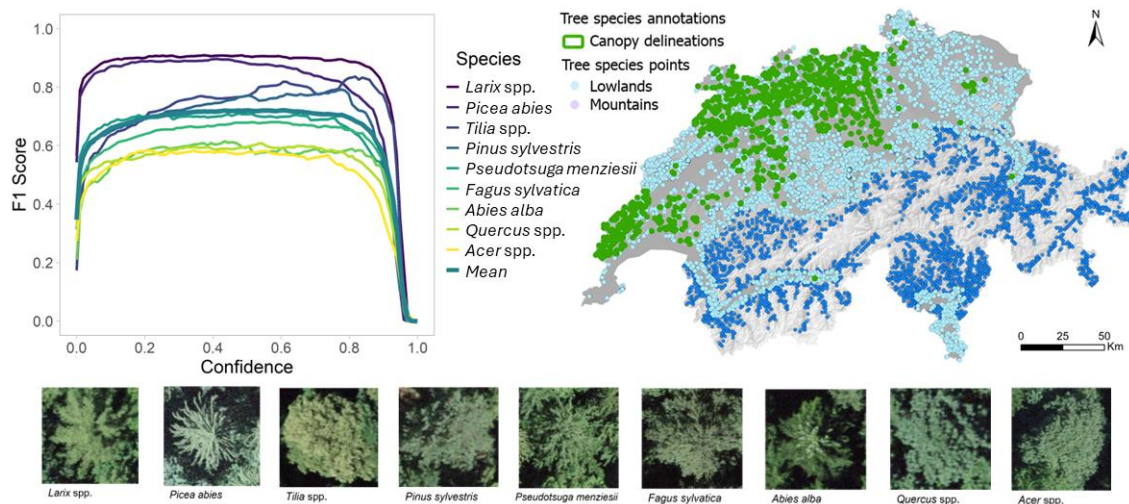 1.0
0.8
0.6
0.4
0.2
0.0
F1 Score
0.0 0.2 0.4 0.6 0.8 1.0
Confidence
Species
Larix spp.
Picea abies
Tilia spp.
Pinus sylvestris
Pseudotsuga menziesii
Fagus sylvatica
Abies alba
Quercus spp.
Acer spp.
Mean
Tree species annotations
Canopy delineations
Tree species points
Lowlands
Mountains
N
0 25 50
Km
Larix spp.
Picea abies
Tilia spp.
Pinus sylvestris
Pseudotsuga menziesii
Fagus sylvatica
Abies alba
Quercus spp.
Acer spp.